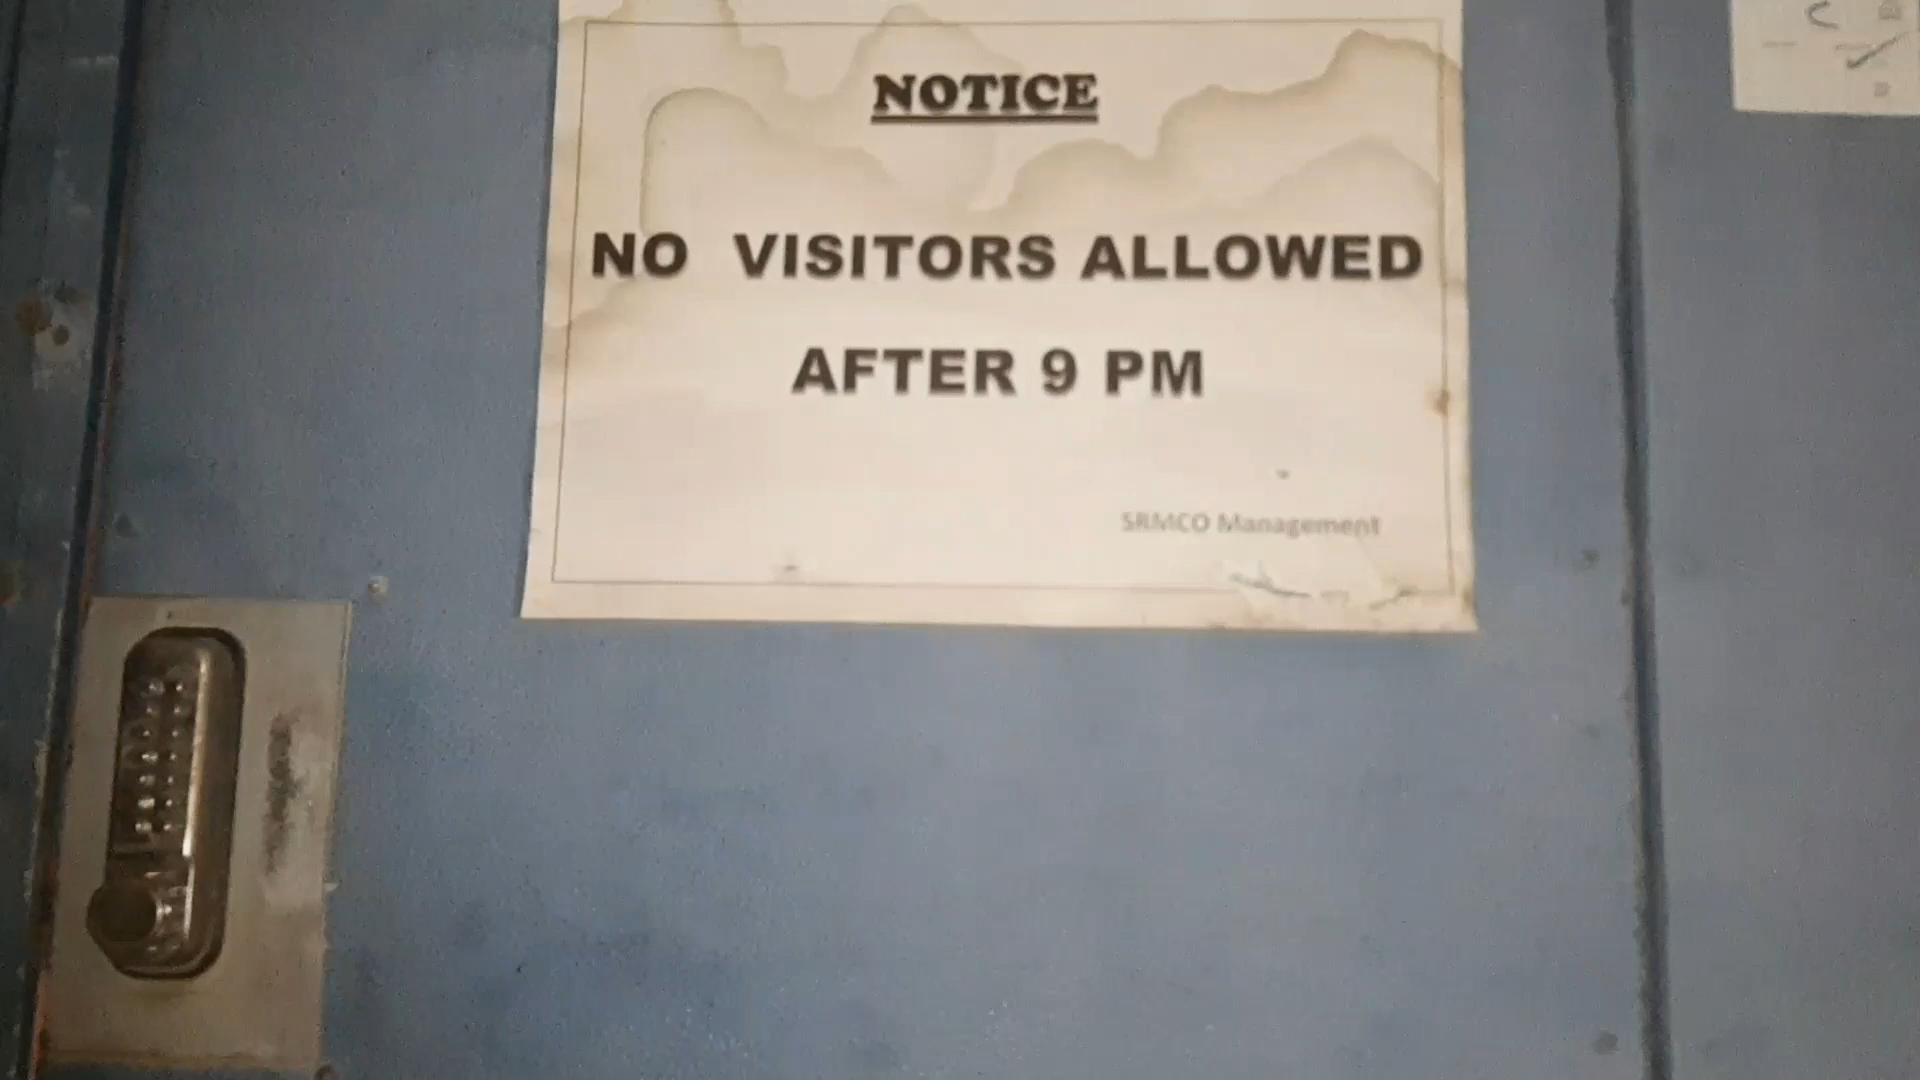 NOTICE
NO VISITORS ALLOWED
AFTER 9 PM
SRMCO Management